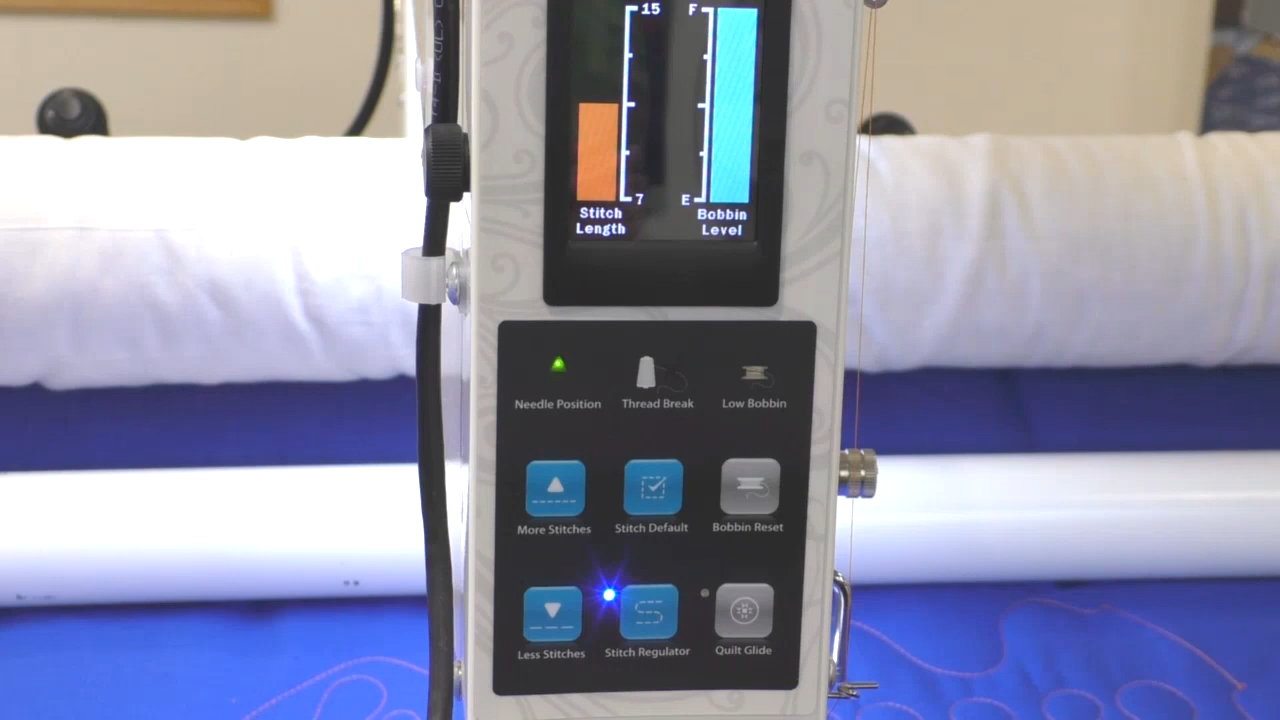 15 F
7 E
Stitch Length
Bobbin Level
Needle Position
Thread Break
Low Bobbin
More Stitches
Stitch Default
Bobbin Reset
Less Stitches
Stitch Regulator
Quilt Glide